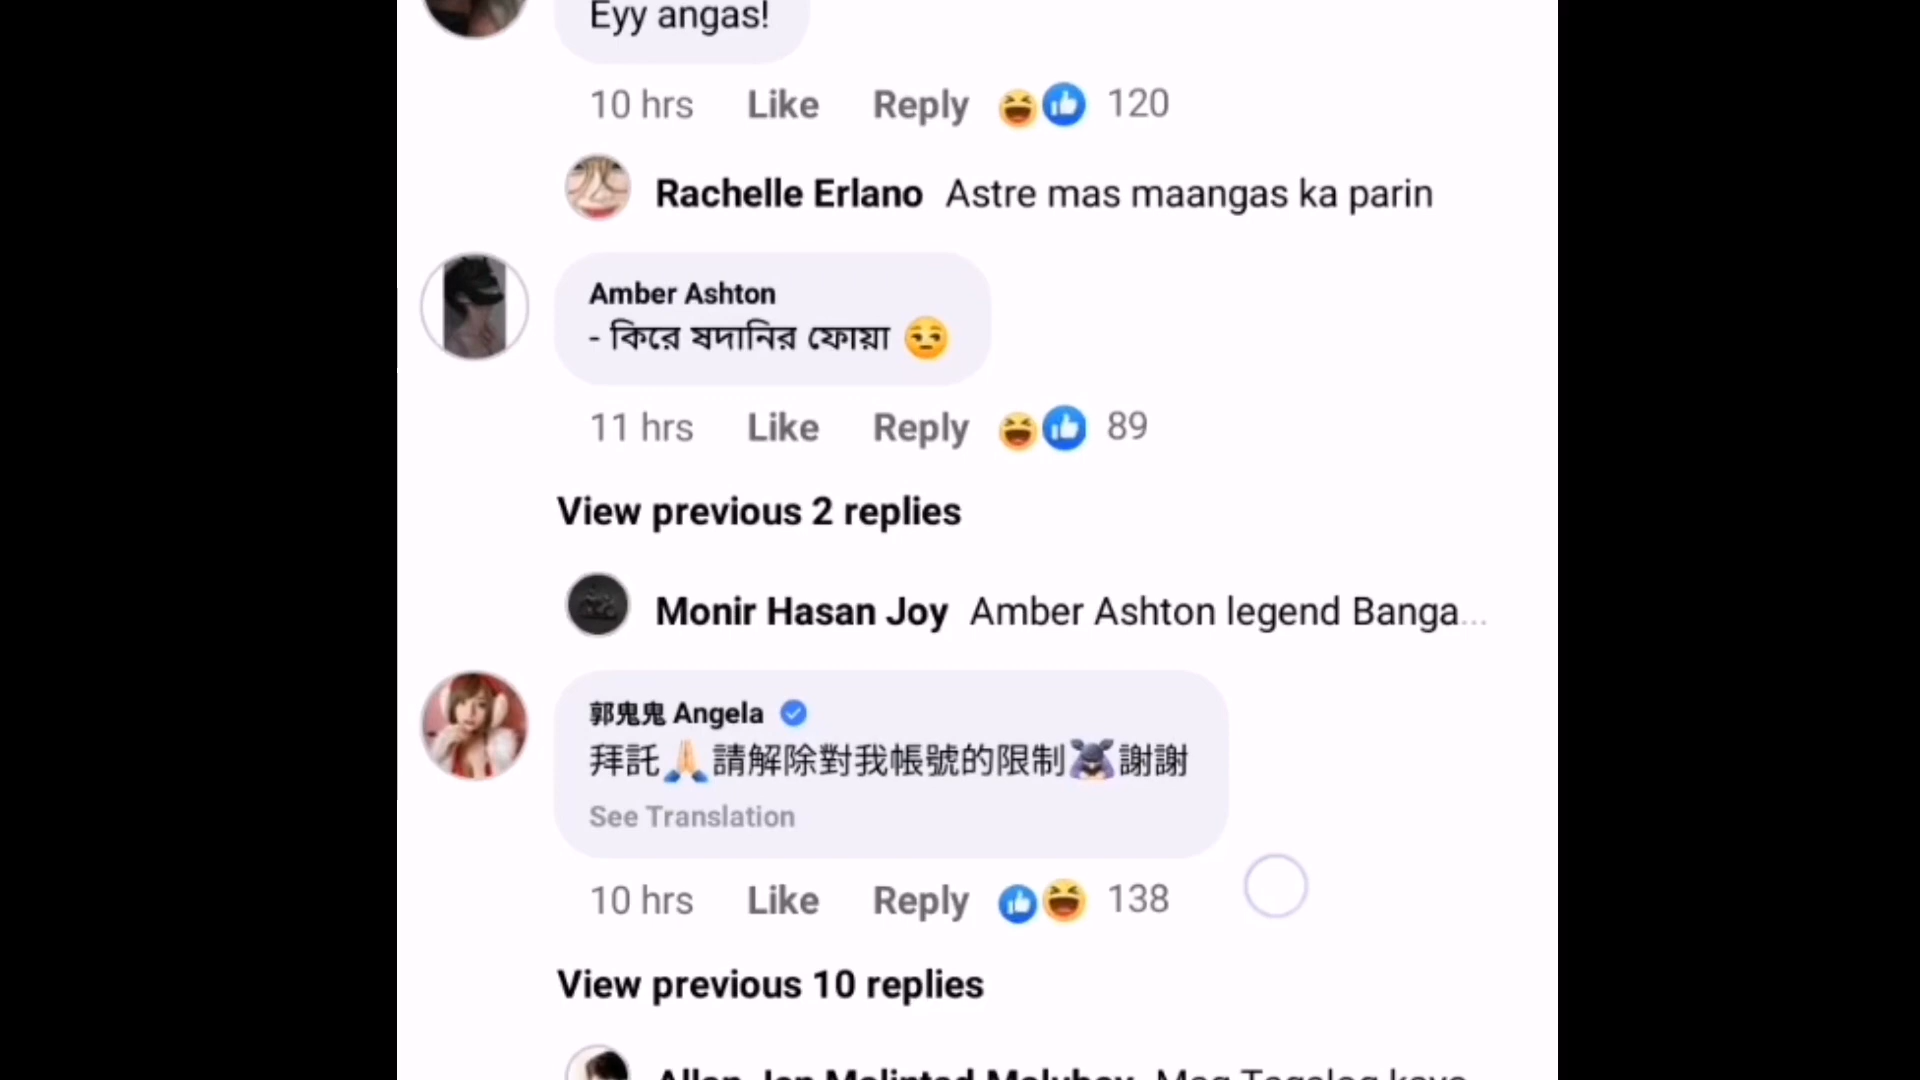 Eyy angas!
10 hrs Like Reply 120
Rachelle Erlano Astre mas maangas ka parin
Amber Ashton
- কিরে ষদানির ফোয়া 😒
11 hrs Like Reply 89
View previous 2 replies
Monir Hasan Joy Amber Ashton legend Banga...
郭鬼鬼 Angela
拜託🙏🏻請解除對我帳號的限制謝謝
See Translation
10 hrs Like Reply 138
View previous 10 replies